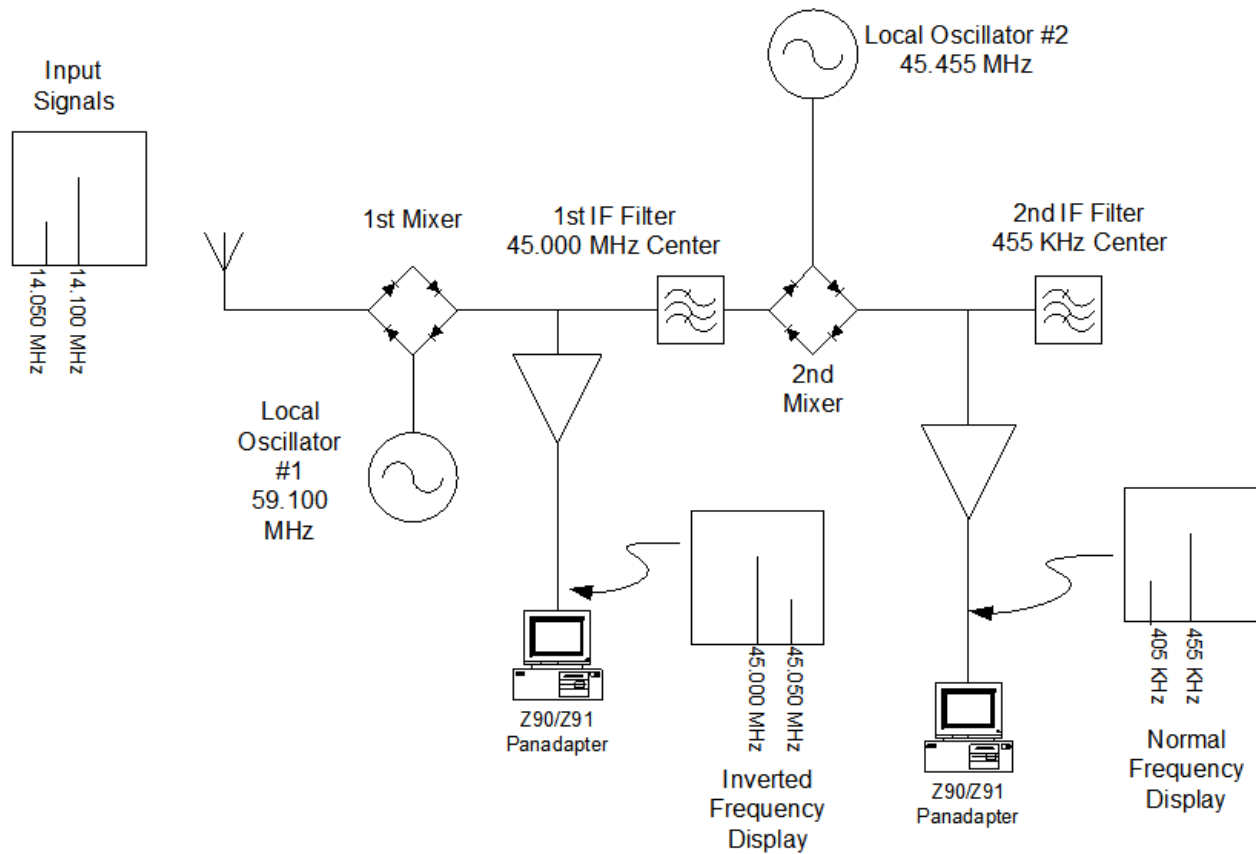 Input
Signals
14.050 MHz
14.100 MHz
1st Mixer
Local
Oscillator
#1
59.100
MHz
1st IF Filter
45.000 MHz Center
Local Oscillator #2
45.455 MHz
2nd
Mixer
2nd IF Filter
455 KHz Center
Z90/Z91
Panadapter
45.000 MHz
45.050 MHz
Inverted
Frequency
Display
Z90/Z91
Panadapter
405 KHz
455 KHz
Normal
Frequency
Display